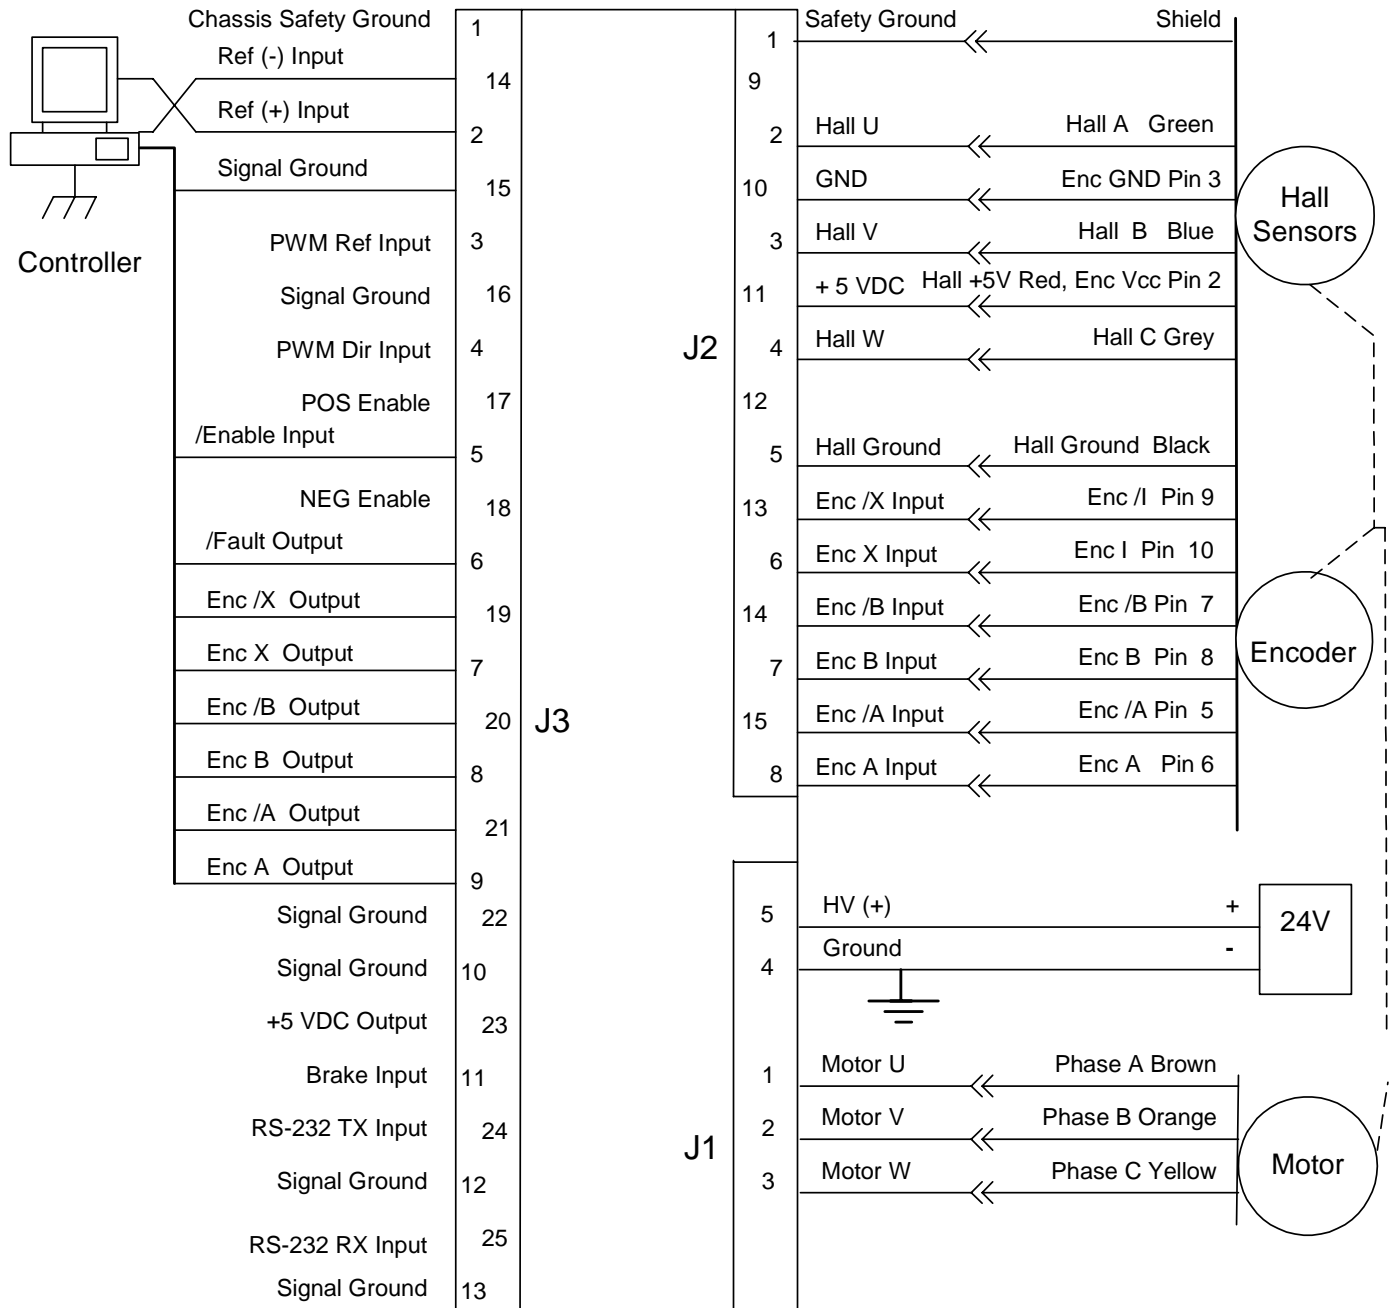 Chassis Safety Ground 1
Ref (-) Input 14
Ref (+) Input 2
Signal Ground 15
Controller
PWM Ref Input 3
Signal Ground 16
PWM Dir Input 4
POS Enable 17
/Enable Input 5
NEG Enable 18
/Fault Output 6
Enc /X Output 19
Enc X Output 7
Enc /B Output 20
J3
Enc B Output 8
Enc /A Output 21
Enc A Output 9
Signal Ground 22
Signal Ground 10
+5 VDC Output 23
Brake Input 11
RS-232 TX Input 24
Signal Ground 12
RS-232 RX Input 25
Signal Ground 13
J2
1 Safety Ground Shield
9
2 Hall U Hall A Green
10 GND Enc GND Pin 3
3 Hall V Hall B Blue
11 + 5 VDC Hall +5V Red, Enc Vcc Pin 2
4 Hall W Hall C Grey
12
5 Hall Ground Hall Ground Black
13 Enc /X Input Enc /I Pin 9
6 Enc X Input Enc I Pin 10
14 Enc /B Input Enc /B Pin 7
7 Enc B Input Enc B Pin 8
15 Enc /A Input Enc /A Pin 5
8 Enc A Input Enc A Pin 6
Hall
Sensors
Encoder
J1
5 HV (+) +
4 Ground -
24V
1 Motor U Phase A Brown
2 Motor V Phase B Orange
3 Motor W Phase C Yellow
Motor